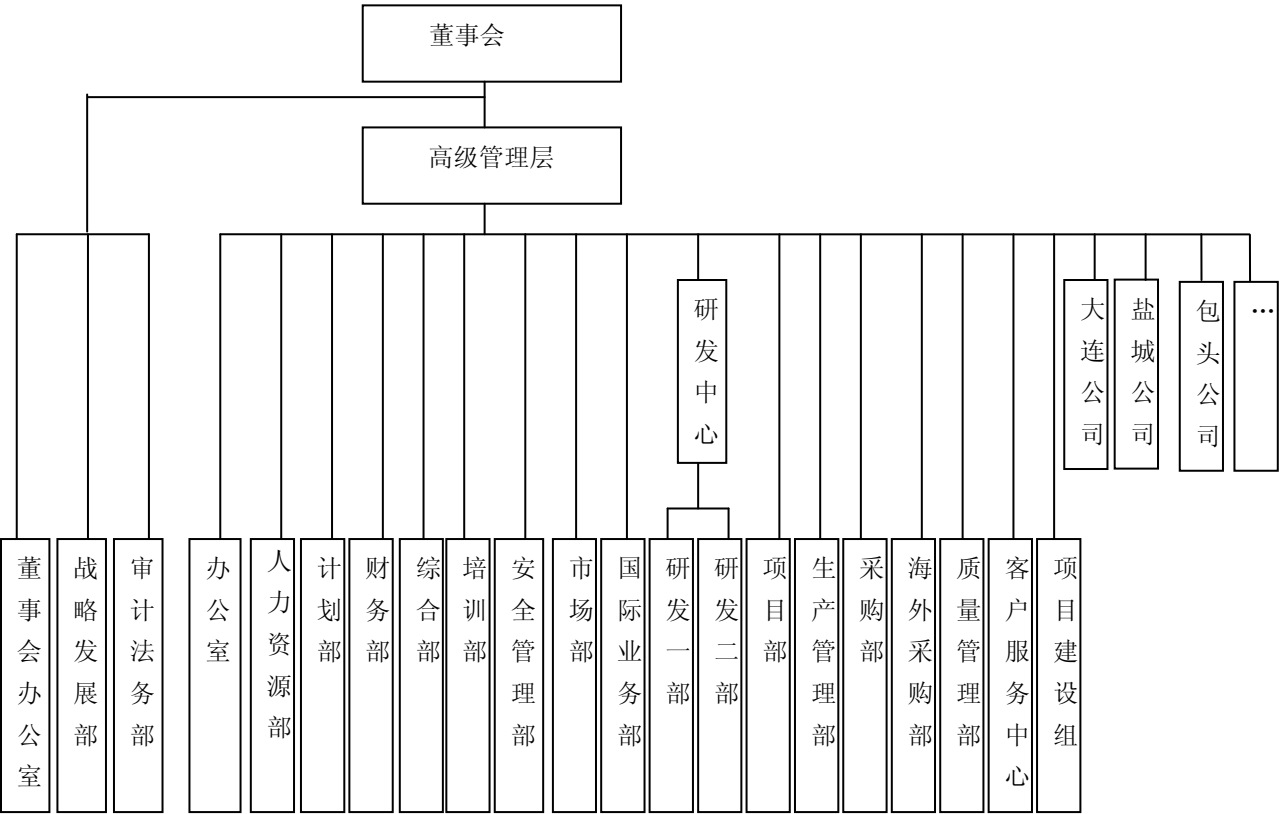 董事会
高级管理层
研发中心
大连公司
盐城公司
包头公司
…
董事会办公室
战略发展部
审计法务部
办公室
人力资源部
计划部
财务部
综合部
培训部
安全管理部
市场部
国际业务部
研发一部
研发二部
项目部
生产管理部
采购部
海外采购部
质量管理部
客户服务中心
项目建设组